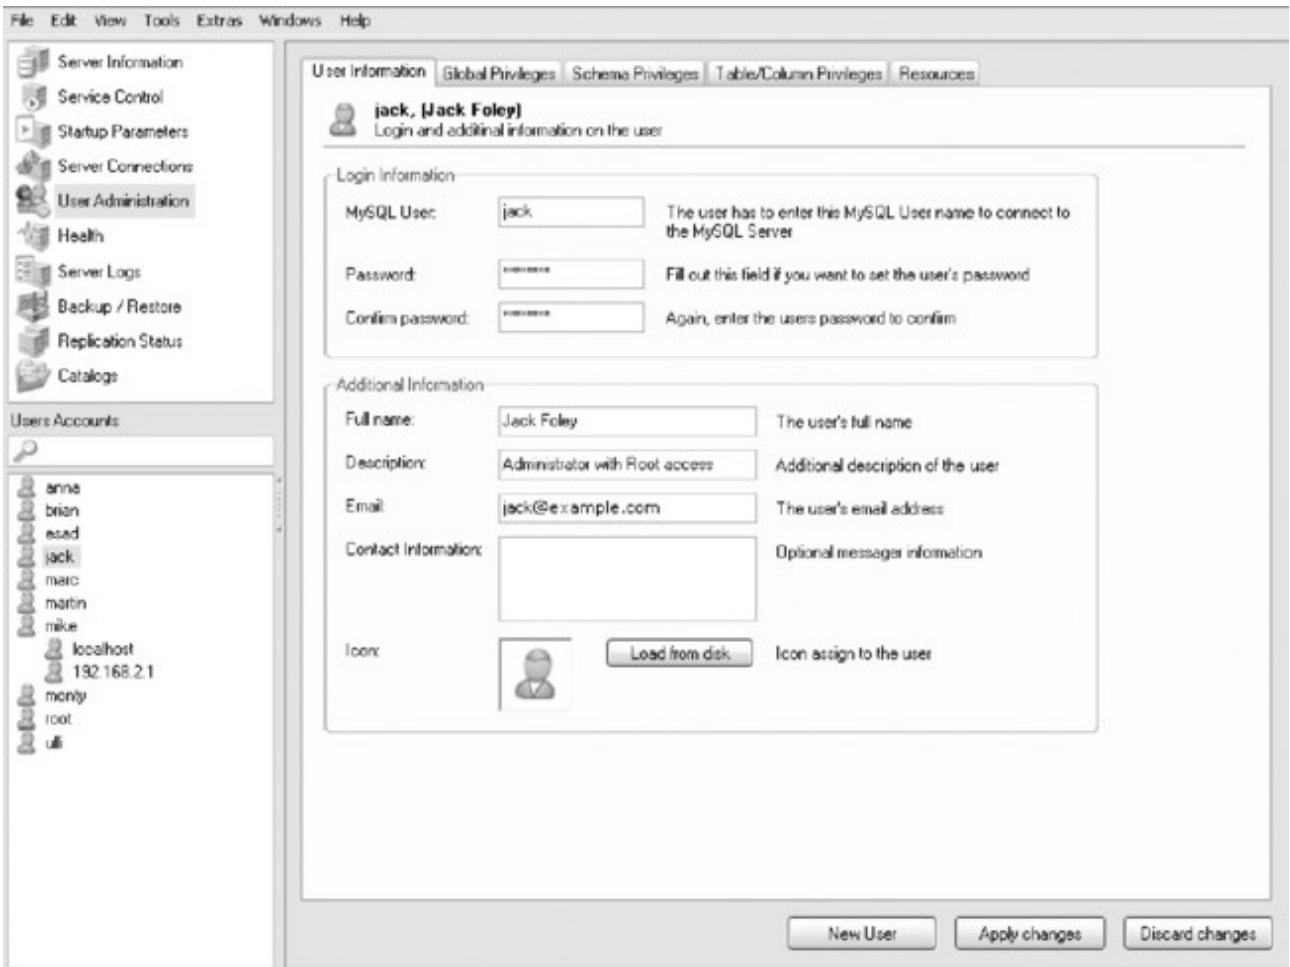 File Edit View Tools Extras Windows Help
Server Information
Service Control
Startup Parameters
Server Connections
User Administration
Health
Server Logs
Backup / Restore
Replication Status
Catalogs
Users Accounts
anna
brian
esad
jack
marc
martin
mike
localhost
192.168.2.1
monty
root
ulli
User Information Global Privileges Schema Privileges Table/Column Privileges Resources
jack, (Jack Foley)
Login and additinal information on the user
Login Information
MySQL User: jack The user has to enter this MySQL User name to connect to
the MySQL Server
Password: ******** Fill out this field if you want to set the user's password
Confirm password: ******** Again, enter the users password to confirm
Additional Information
Full name: Jack Foley The user's full name
Description: Administrator with Root access Additional description of the user
Email: jack@example.com The user's email address
Contact Information: Optional messager information
Icon: Load from disk Icon assign to the user
New User Apply changes Discard changes